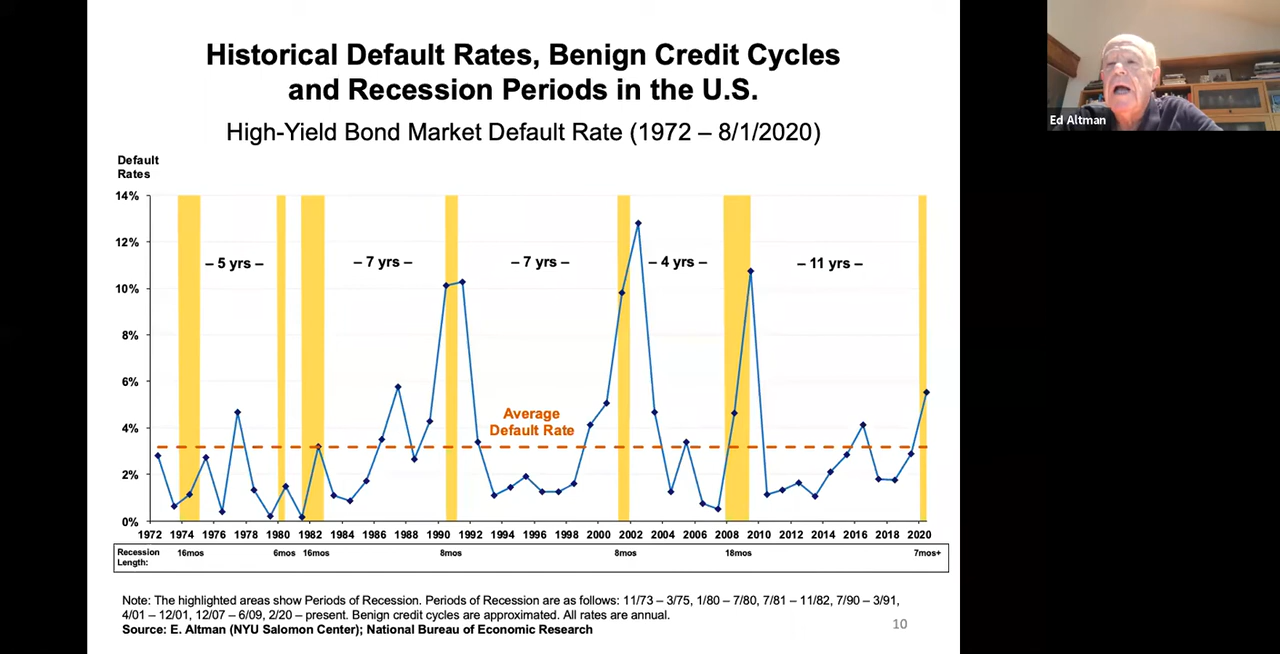 Historical Default Rates, Benign Credit Cycles
and Recession Periods in the U.S.
High-Yield Bond Market Default Rate (1972 – 8/1/2020)
Ed Altman
Default
Rates
14%
12%
10%
8%
6%
4%
2%
0%
– 5 yrs –
– 7 yrs –
– 7 yrs –
– 4 yrs –
– 11 yrs –
Average
Default Rate
1972 1974 1976 1978 1980 1982 1984 1986 1988 1990 1992 1994 1996 1998 2000 2002 2004 2006 2008 2010 2012 2014 2016 2018 2020
Recession
Length:
16mos 6mos 16mos 8mos 8mos 18mos 7mos+
Note: The highlighted areas show Periods of Recession. Periods of Recession are as follows: 11/73 – 3/75, 1/80 – 7/80, 7/81 – 11/82, 7/90 – 3/91,
4/01 – 12/01, 12/07 – 6/09, 2/20 – present. Benign credit cycles are approximated. All rates are annual.
Source: E. Altman (NYU Salomon Center); National Bureau of Economic Research
10